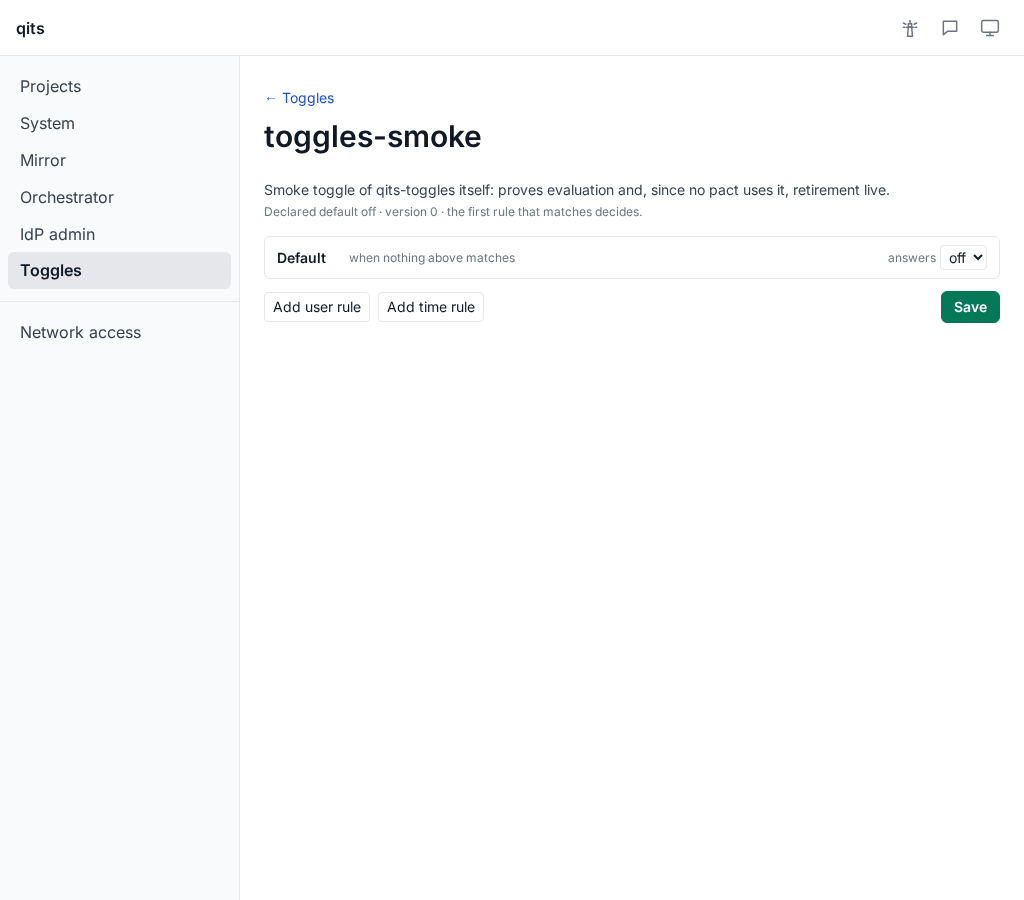 qits
Projects
System
Mirror
Orchestrator
IdP admin
Toggles
Network access
← Toggles
toggles-smoke
Smoke toggle of qits-toggles itself: proves evaluation and, since no pact uses it, retirement live.
Declared default off · version 0 · the first rule that matches decides.
Default when nothing above matches answers off
Add user rule Add time rule Save